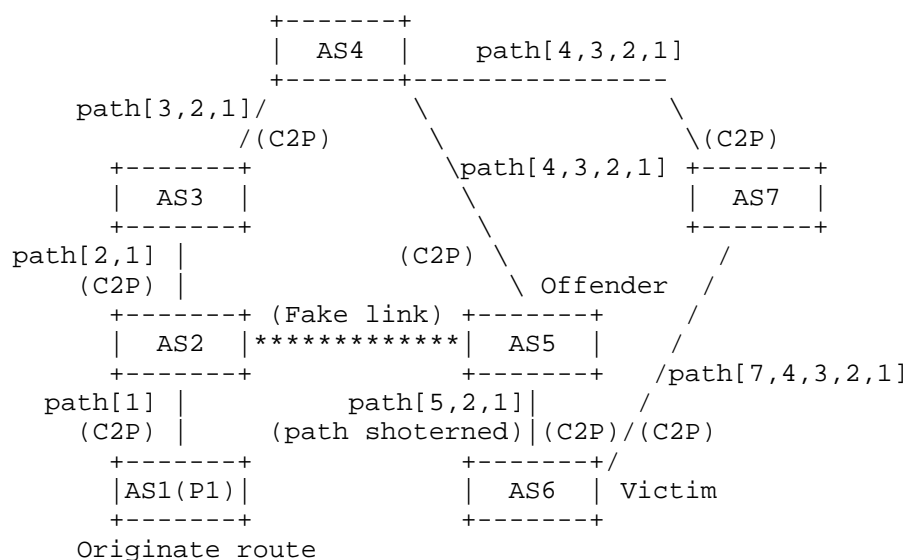 +-------+
|  AS4  |    path[4,3,2,1]
+-------+----------------
path[3,2,1]/         \                \
/(C2P)       \                \(C2P)
+-------+            \path[4,3,2,1] +-------+
|  AS3  |             \             |  AS7  |
+-------+              \            +-------+
path[2,1] |             (C2P)  \             /
(C2P)  |                     \ Offender  /
+-------+ (Fake link) +-------+      /
|  AS2  |*************|  AS5  |     /
+-------+             +-------+    /path[7,4,3,2,1]
path[1] |          path[5,2,1]|      /
(C2P)  |     (path shoterned)|(C2P)/(C2P)
+-------+             +-------+/
|AS1(P1)|             |  AS6  | Victim
+-------+             +-------+
Originate route